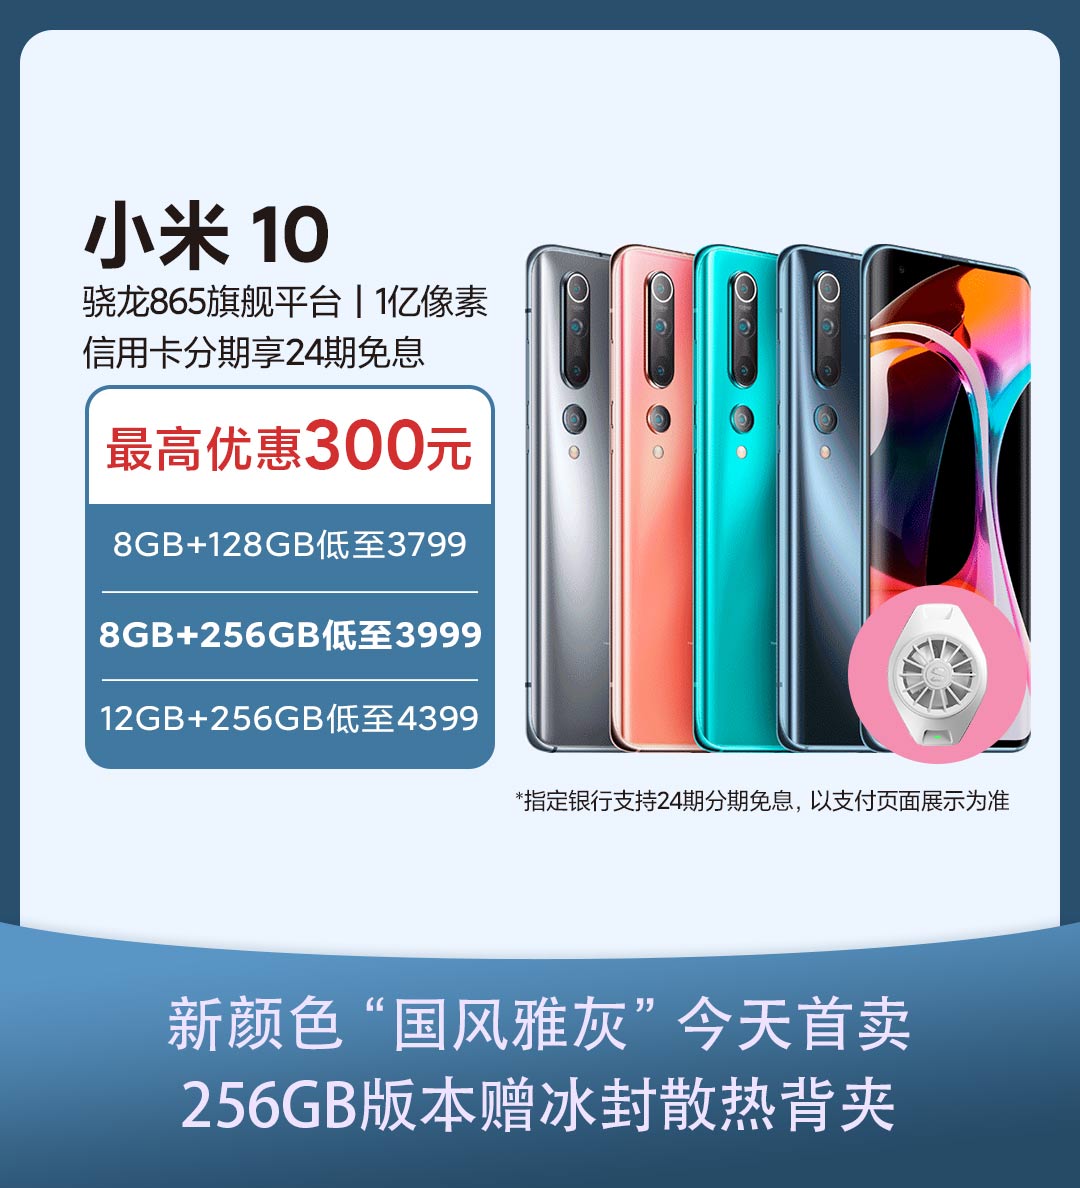 小米 10
骁龙865旗舰平台 | 1亿像素
信用卡分期享24期免息
最高优惠300元
8GB+128GB低至3799
8GB+256GB低至3999
12GB+256GB低至4399
*指定银行支持24期分期免息, 以支付页面展示为准
新颜色“国风雅灰”今天首卖
256GB版本赠冰封散热背夹